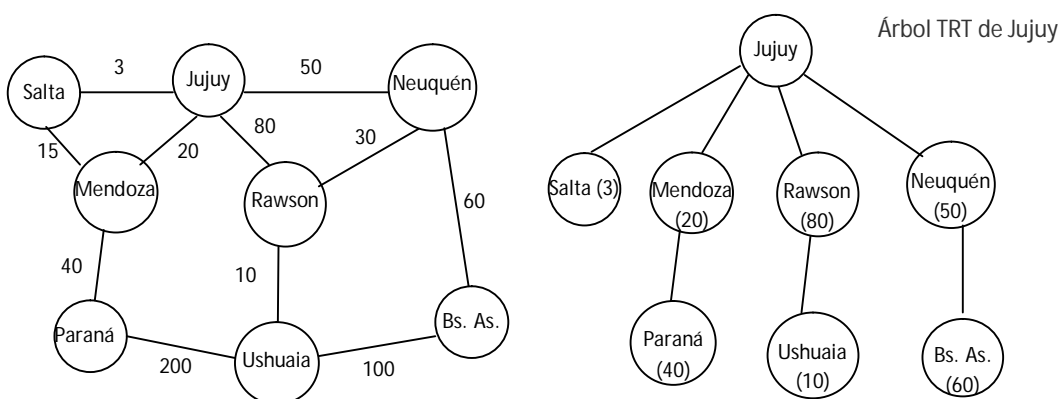 Árbol TRT de Jujuy
Salta
3
Jujuy
50
Neuquén
15
20
80
30
Mendoza
Rawson
60
40
10
Paraná
200
Ushuaia
100
Bs. As.
Jujuy
Salta (3)
Mendoza
(20)
Rawson
(80)
Neuquén
(50)
Paraná
(40)
Ushuaia
(10)
Bs. As.
(60)